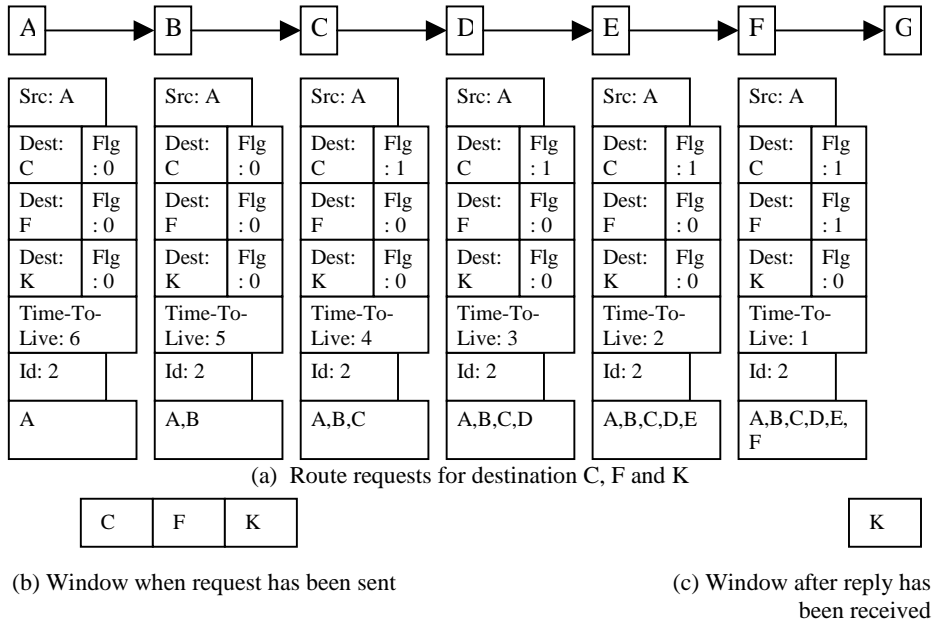 A B C D E F G
Src: A Src: A Src: A Src: A Src: A Src: A
Dest: Flg Dest: Flg Dest: Flg Dest: Flg Dest: Flg Dest: Flg
C : 0 C : 0 C : 1 C : 1 C : 1 C : 1
Dest: Flg Dest: Flg Dest: Flg Dest: Flg Dest: Flg Dest: Flg
F : 0 F : 0 F : 0 F : 0 F : 0 F : 1
Dest: Flg Dest: Flg Dest: Flg Dest: Flg Dest: Flg Dest: Flg
K : 0 K : 0 K : 0 K : 0 K : 0 K : 0
Time-To- Time-To- Time-To- Time-To- Time-To- Time-To-
Live: 6 Live: 5 Live: 4 Live: 3 Live: 2 Live: 1
Id: 2 Id: 2 Id: 2 Id: 2 Id: 2 Id: 2
A A,B A,B,C A,B,C,D A,B,C,D,E A,B,C,D,E,
F
(a) Route requests for destination C, F and K
C F K K
(b) Window when request has been sent (c) Window after reply has
been received